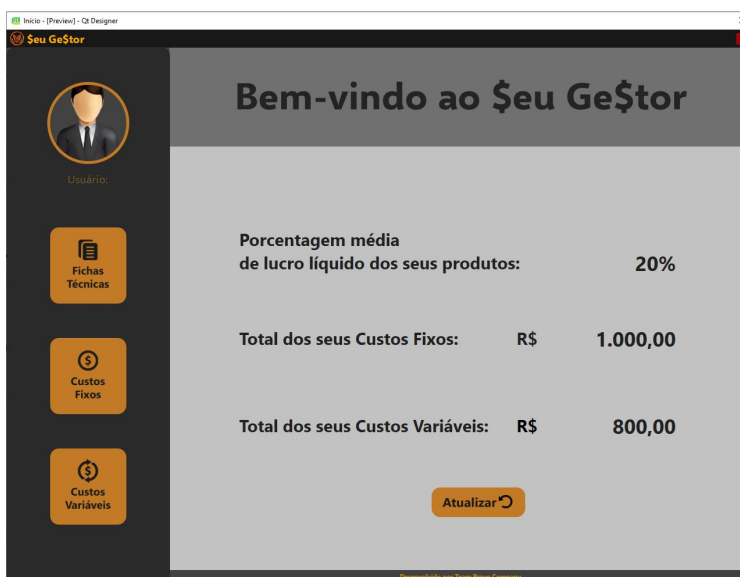 Início - [Preview] - Qt Designer
$eu Ge$tor
Bem-vindo ao $eu Ge$tor
Usuário:
Fichas
Técnicas
Custos
Fixos
Custos
Variáveis
Porcentagem média
de lucro líquido dos seus produtos: 20%
Total dos seus Custos Fixos: R$ 1.000,00
Total dos seus Custos Variáveis: R$ 800,00
Atualizar